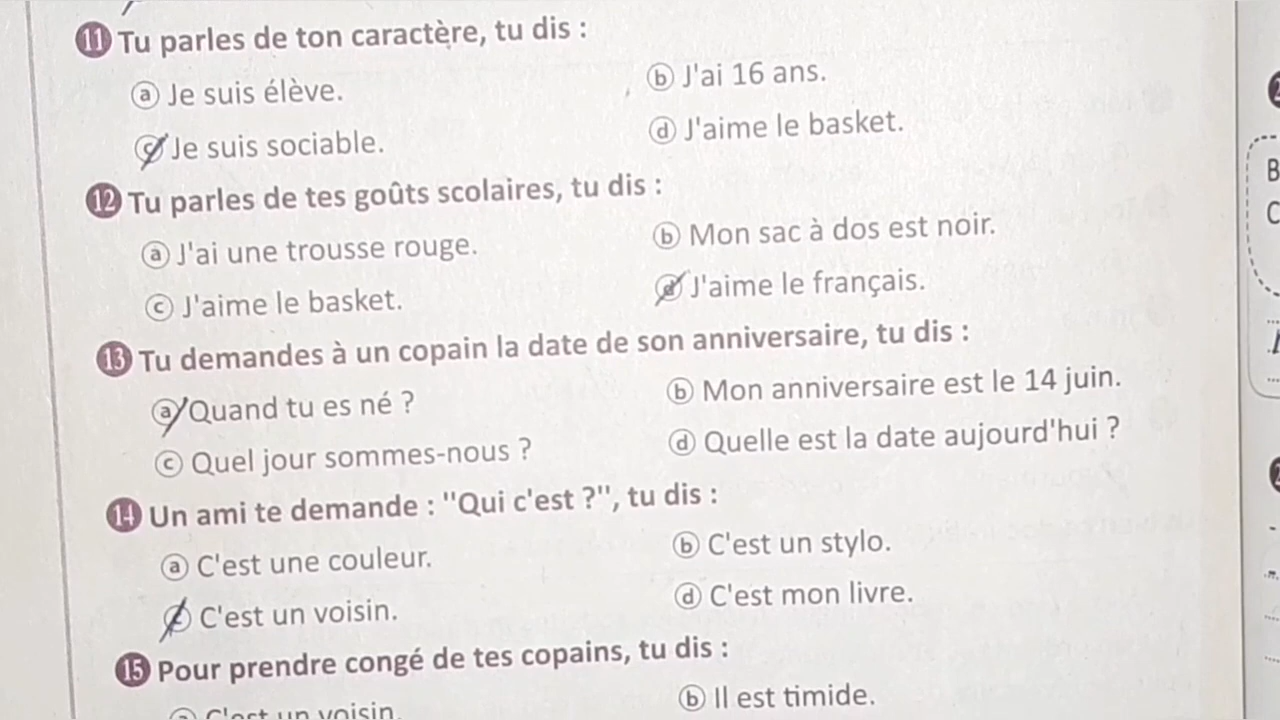 11 Tu parles de ton caractère, tu dis :
a Je suis élève.
b J'ai 16 ans.
c Je suis sociable.
d J'aime le basket.
12 Tu parles de tes goûts scolaires, tu dis :
a J'ai une trousse rouge.
b Mon sac à dos est noir.
c J'aime le basket.
d J'aime le français.
13 Tu demandes à un copain la date de son anniversaire, tu dis :
a Quand tu es né ?
b Mon anniversaire est le 14 juin.
c Quel jour sommes-nous ?
d Quelle est la date aujourd'hui ?
14 Un ami te demande : "Qui c'est ?", tu dis :
a C'est une couleur.
b C'est un stylo.
c C'est un voisin.
d C'est mon livre.
15 Pour prendre congé de tes copains, tu dis :
a C'est un voisin.
b Il est timide.